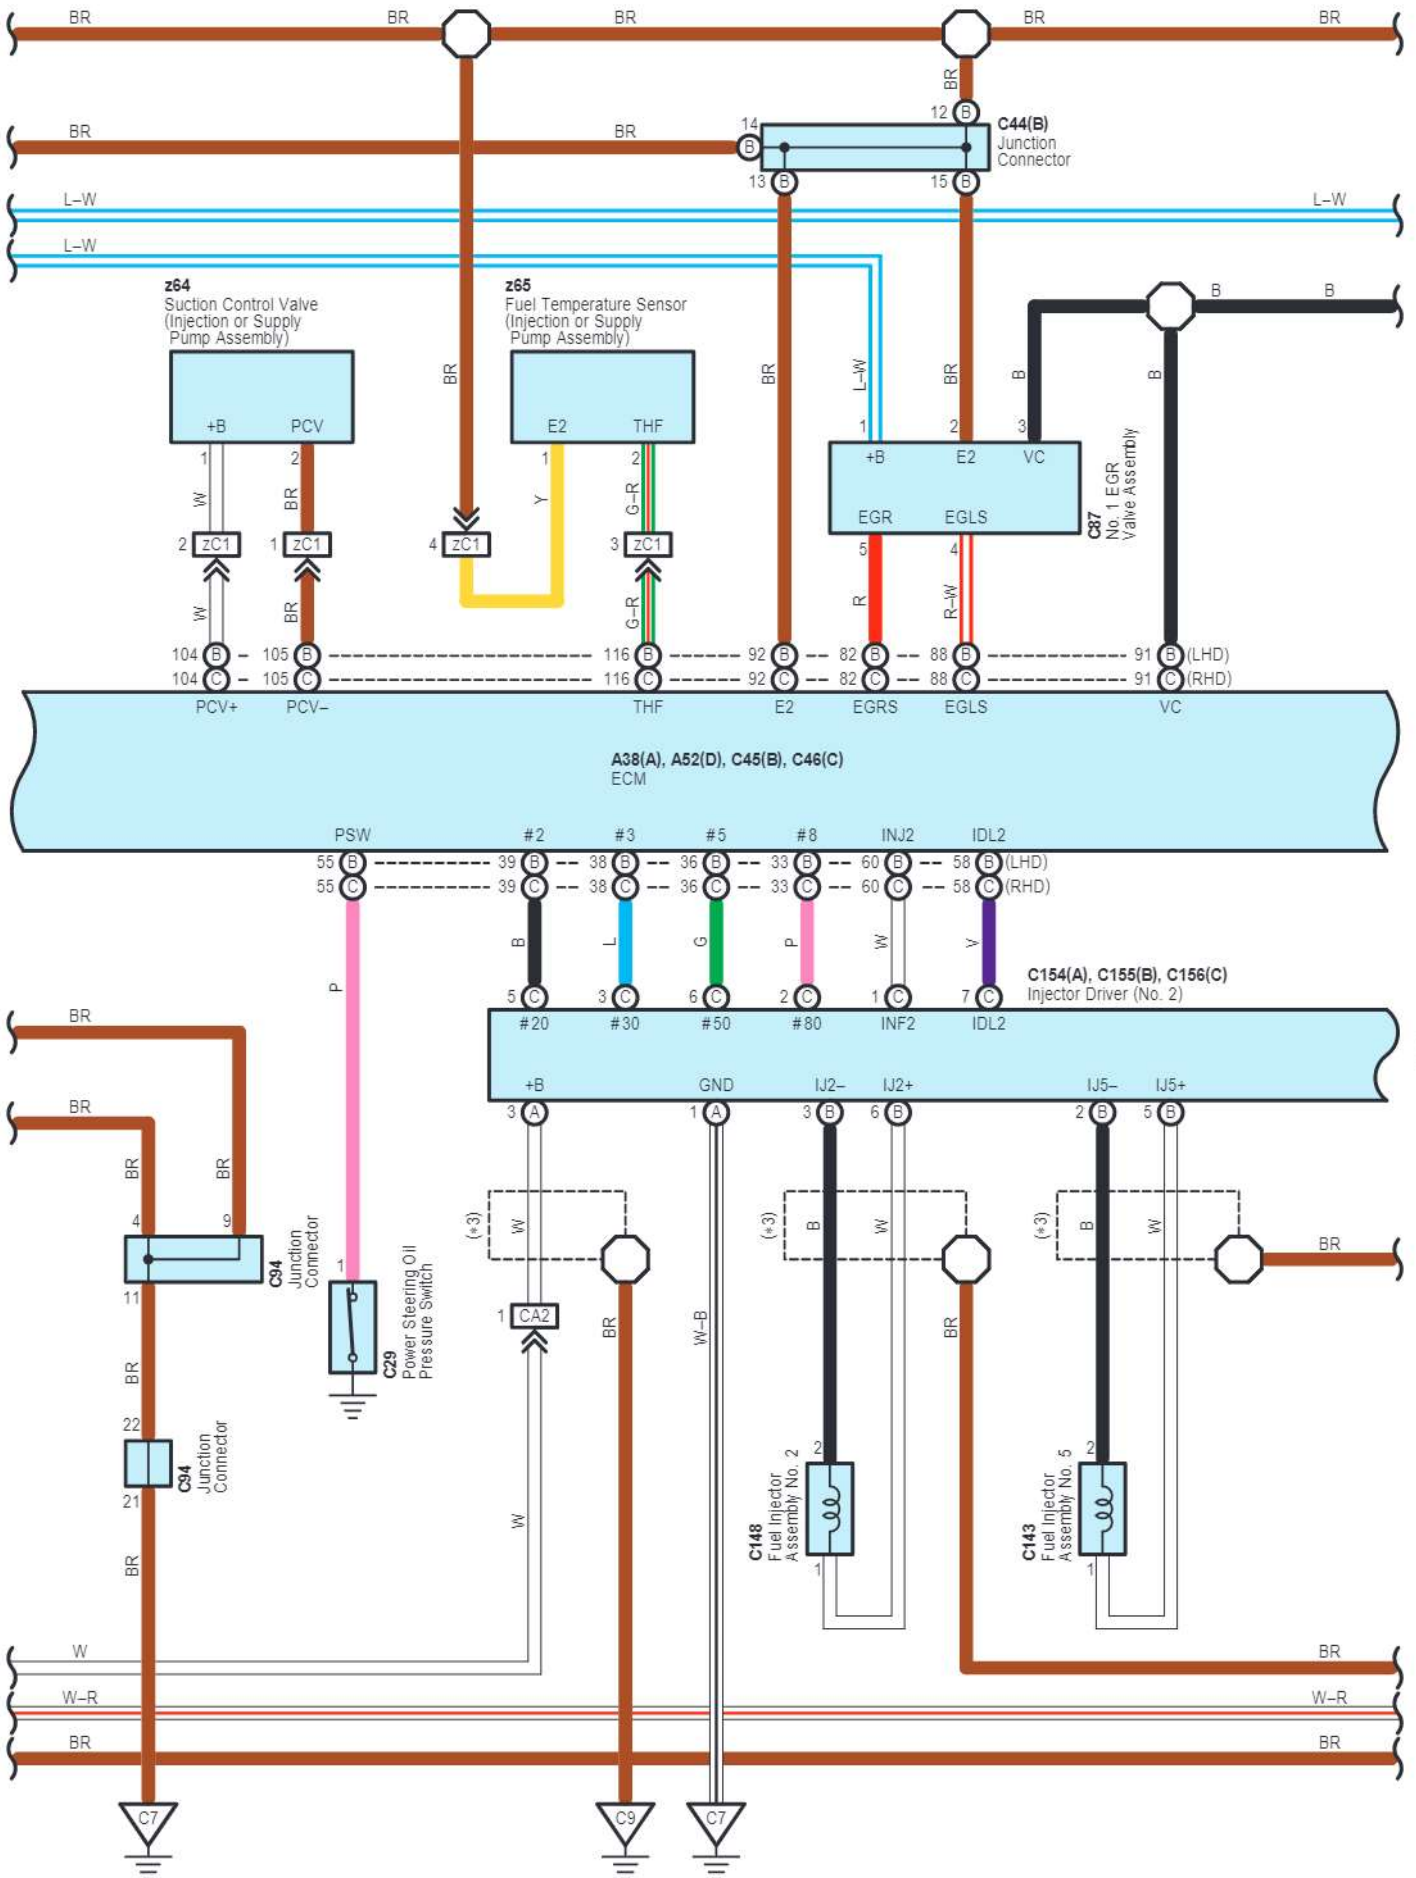 BR BR BR BR BR
BR
12 B
14 C44(B)
BR BR B Junction
Connector
13 B 15 B
L–W L–W
L–W
z64 z65
Suction Control Valve Fuel Temperature Sensor
(Injection or Supply (Injection or Supply
Pump Assembly) Pump Assembly)
B B
BR BR L–W BR B B
+B PCV E2 THF
1 2 1 2
1 2 3
+B E2 VC
EGR EGLS
C87
No. 1 EGR
Valve Assembly
W BR Y G–R
2 zC1 1 zC1 4 zC1 3 zC1
5 4
W BR G–R R R–W
104 B 105 B 116 B 92 B 82 B 88 B 91 B (LHD)
104 C 105 C 116 C 92 C 82 C 88 C 91 C (RHD)
PCV+ PCV– THF E2 EGRS EGLS VC
A38(A), A52(D), C45(B), C46(C)
ECM
PSW #2 #3 #5 #8 INJ2 IDL2
55 B 39 B 38 B 36 B 33 B 60 B 58 B (LHD)
55 C 39 C 38 C 36 C 33 C 60 C 58 C (RHD)
P B L G P W V
C154(A), C155(B), C156(C)
Injector Driver (No. 2)
5 C 3 C 6 C 2 C 1 C 7 C
#20 #30 #50 #80 INF2 IDL2
BR
+B GND IJ2– IJ2+ IJ5– IJ5+
BR
3 A 1 A 3 B 6 B 2 B 5 B
BR BR
4 9
C94
Junction
Connector
11
(*3) W (*3) B W (*3) B W
BR
1
C29
Power Steering Oil
Pressure Switch
1 CA2
BR W–B BR
BR
22
C94
Junction
Connector
21
2
C148
Fuel Injector
Assembly No. 2
1
2
C143
Fuel Injector
Assembly No. 5
1
W
BR
W BR
W–R W–R
BR BR
C7 C9 C7